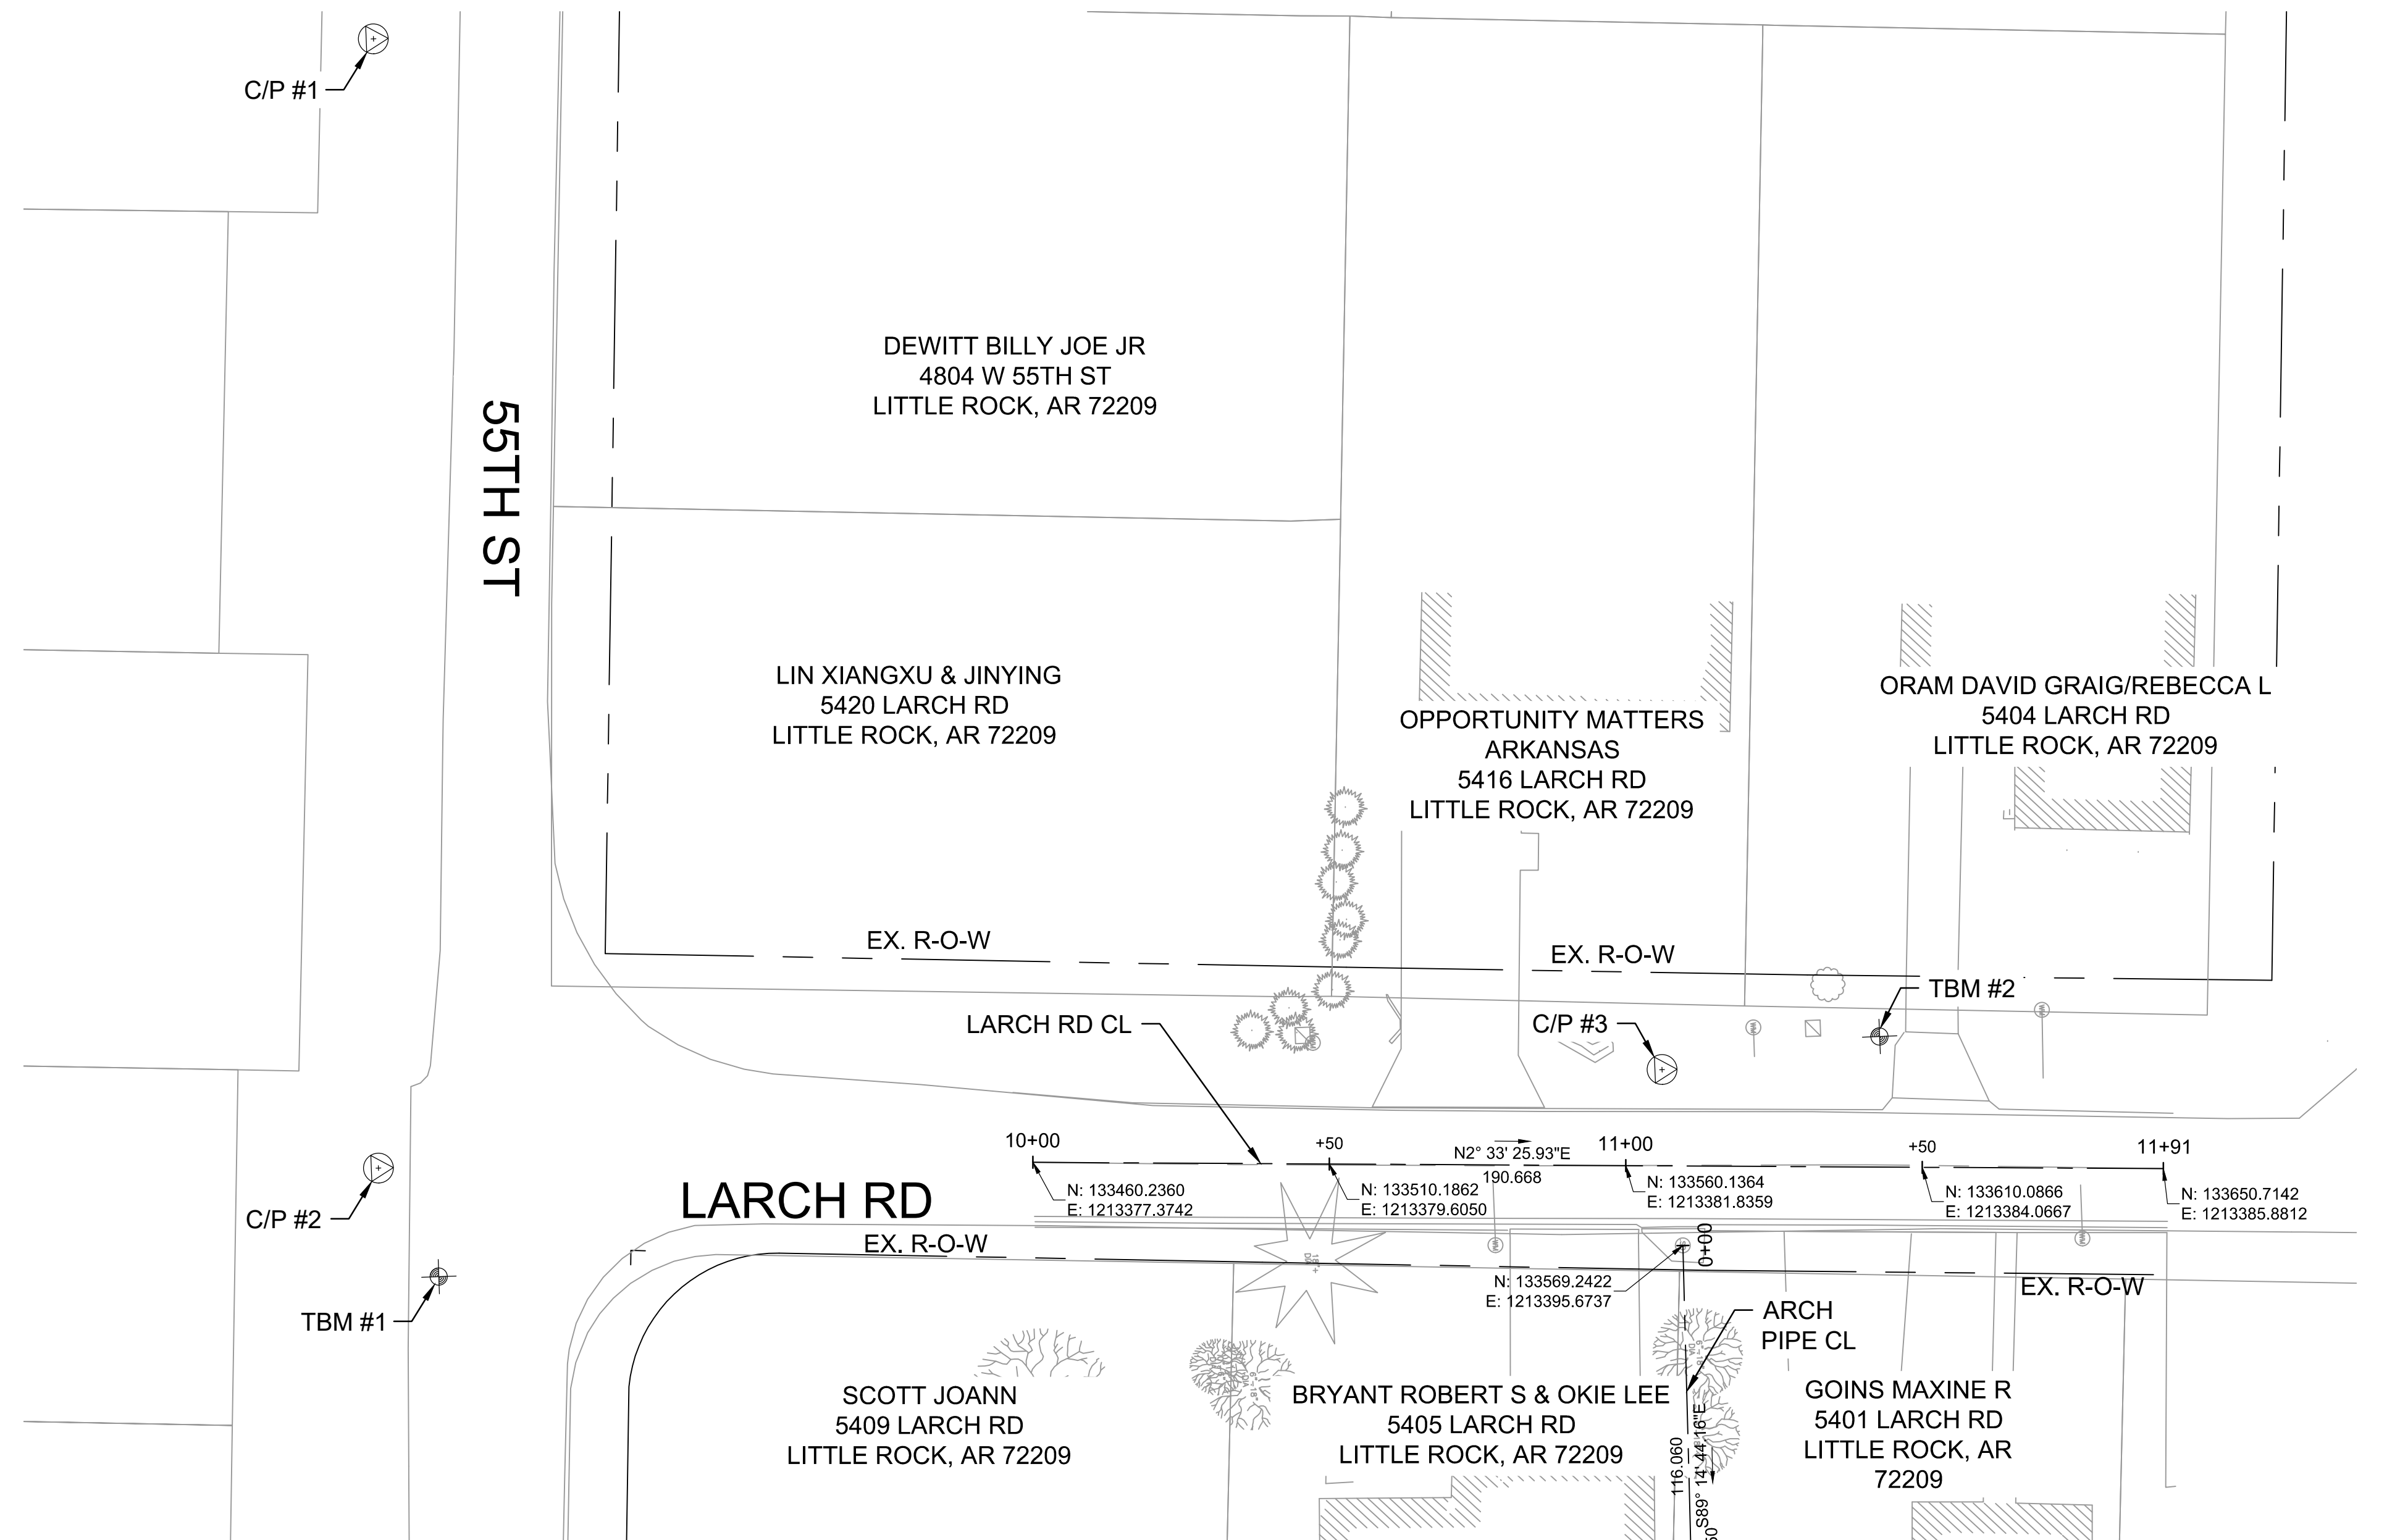 C/P #1
55TH ST
DEWITT BILLY JOE JR
4804 W 55TH ST
LITTLE ROCK, AR 72209
LIN XIANGXU & JINYING
5420 LARCH RD
LITTLE ROCK, AR 72209
OPPORTUNITY MATTERS
ARKANSAS
5416 LARCH RD
LITTLE ROCK, AR 72209
ORAM DAVID GRAIG/REBECCA L
5404 LARCH RD
LITTLE ROCK, AR 72209
EX. R-O-W
EX. R-O-W
TBM #2
WM
LARCH RD CL
C/P #3
WM
10+00
+50
N2° 33' 25.93"E
190.668
11+00
+50
11+91
N: 133460.2360
E: 1213377.3742
N: 133510.1862
E: 1213379.6050
N: 133560.1364
E: 1213381.8359
N: 133610.0866
E: 1213384.0667
N: 133650.7142
E: 1213385.8812
C/P #2
LARCH RD
EX. R-O-W
WM
0+00
WM
N: 133569.2422
E: 1213395.6737
EX. R-O-W
TBM #1
ARCH
PIPE CL
SCOTT JOANN
5409 LARCH RD
LITTLE ROCK, AR 72209
BRYANT ROBERT S & OKIE LEE
5405 LARCH RD
LITTLE ROCK, AR 72209
GOINS MAXINE R
5401 LARCH RD
LITTLE ROCK, AR
72209
116.060
S89° 14' 44.16"E